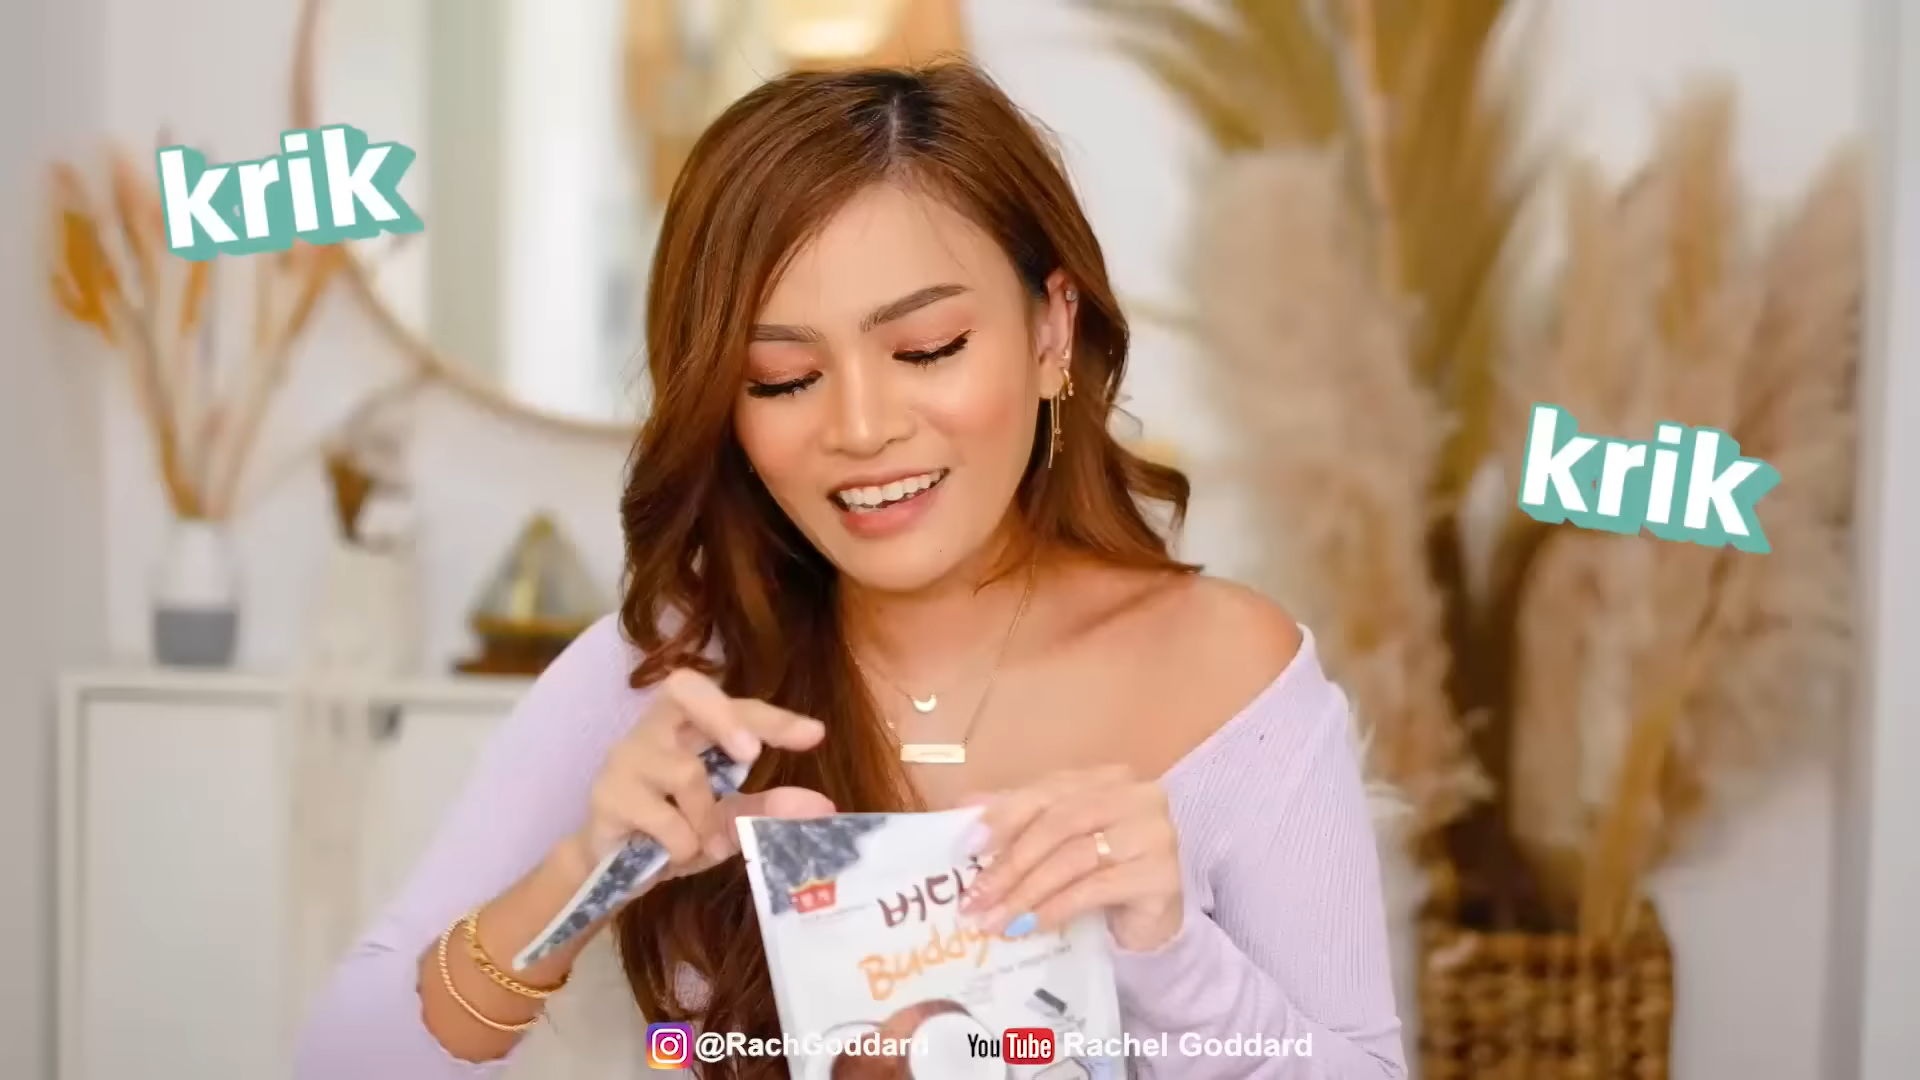 krik
krik
버디
Buddy
@RachGoddard
YouTube Rachel Goddard